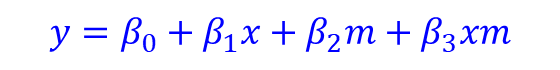 y = β₀ + β₁x + β₂m + β₃xm